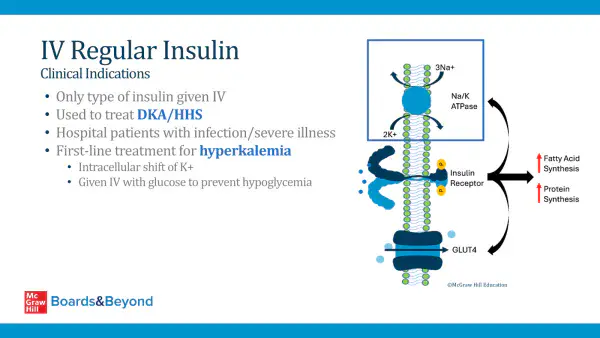 IV Regular Insulin
Clinical Indications
• Only type of insulin given IV
• Used to treat DKA/HHS
• Hospital patients with infection/severe illness
• First-line treatment for hyperkalemia
• Intracellular shift of K+
• Given IV with glucose to prevent hypoglycemia
3Na+
Na/K
ATPase
2K+
P
Insulin
Receptor
P
Fatty Acid
Synthesis
Protein
Synthesis
GLUT4
©McGraw Hill Education
Mc
Graw
Hill
Boards&Beyond